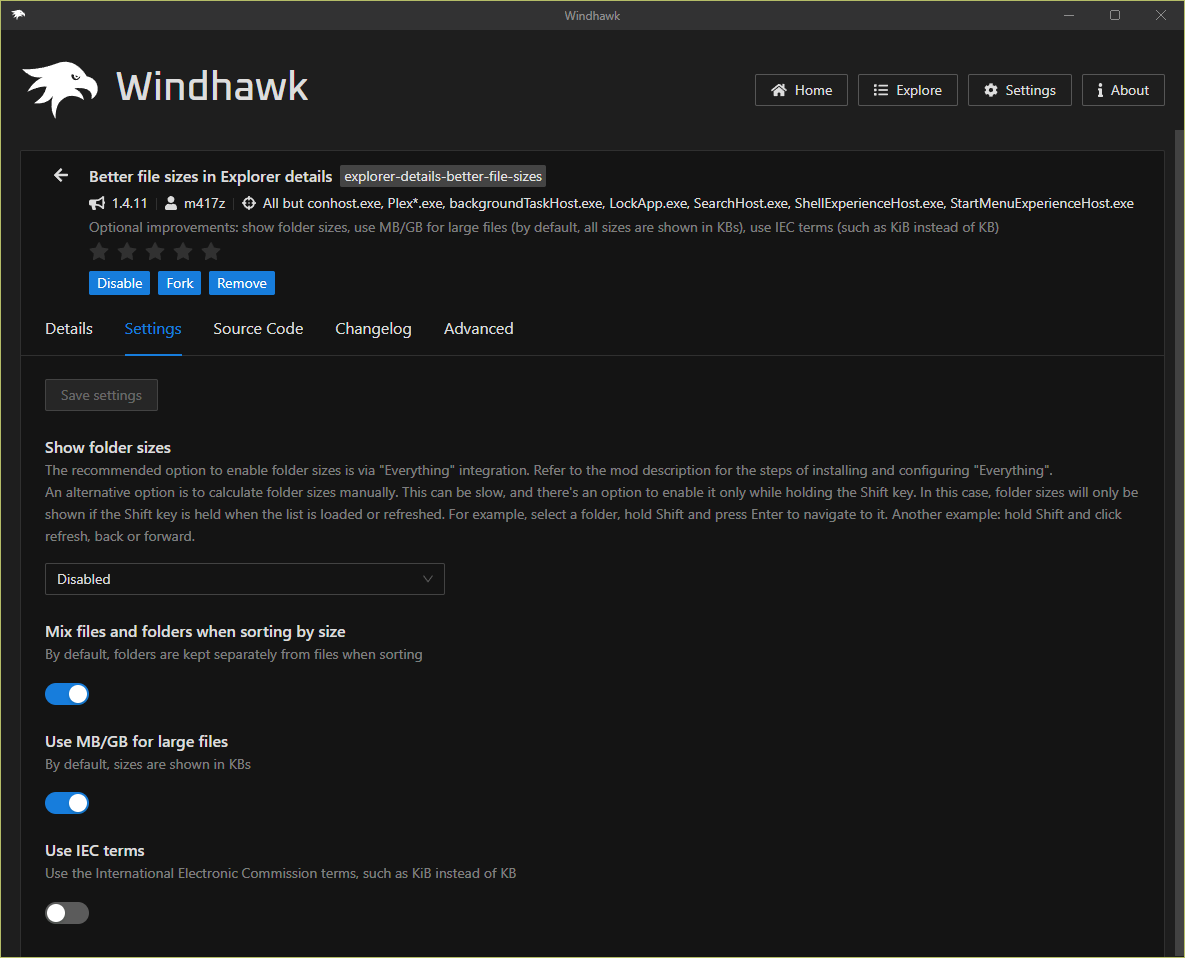 Windhawk
Windhawk
Home
Explore
Settings
About
Better file sizes in Explorer details explorer-details-better-file-sizes
1.4.11 m417z All but conhost.exe, Plex*.exe, backgroundTaskHost.exe, LockApp.exe, SearchHost.exe, ShellExperienceHost.exe, StartMenuExperienceHost.exe
Optional improvements: show folder sizes, use MB/GB for large files (by default, all sizes are shown in KBs), use IEC terms (such as KiB instead of KB)
Disable Fork Remove
Details Settings Source Code Changelog Advanced
Save settings
Show folder sizes
The recommended option to enable folder sizes is via "Everything" integration. Refer to the mod description for the steps of installing and configuring "Everything".
An alternative option is to calculate folder sizes manually. This can be slow, and there's an option to enable it only while holding the Shift key. In this case, folder sizes will only be
shown if the Shift key is held when the list is loaded or refreshed. For example, select a folder, hold Shift and press Enter to navigate to it. Another example: hold Shift and click
refresh, back or forward.
Disabled
Mix files and folders when sorting by size
By default, folders are kept separately from files when sorting
Use MB/GB for large files
By default, sizes are shown in KBs
Use IEC terms
Use the International Electronic Commission terms, such as KiB instead of KB